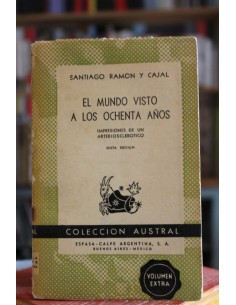 SANTIAGO RAMON Y CAJAL
EL MUNDO VISTO
A LOS OCHENTA AÑOS
IMPRESIONES DE UN
ARTERIOESCLEROTICO
SEXTA EDICION
COLECCION AUSTRAL
ESPASA-CALPE ARGENTINA, S. A.
BUENOS AIRES-MEXICO
VOLUMEN
EXTRA